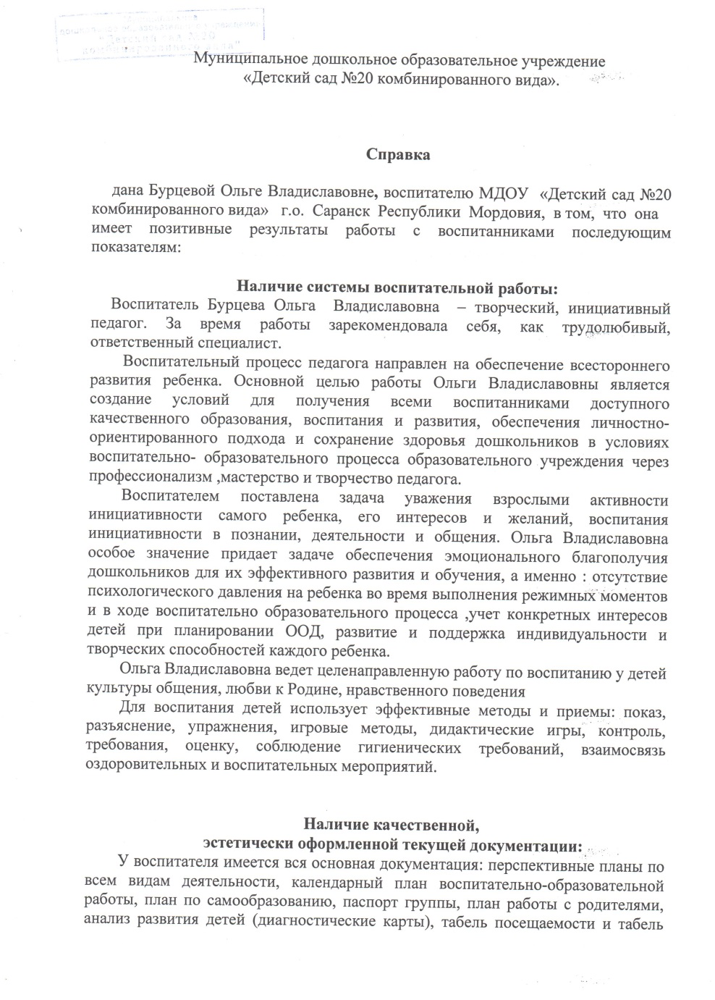 Муниципальное
дошкольное образовательное учреждение
"Детский сад №20
комбинированного вида"
Муниципальное дошкольное образовательное учреждение
«Детский сад №20 комбинированного вида».
Справка
дана Бурцевой Ольге Владиславовне, воспитателю МДОУ «Детский сад №20
комбинированного вида» г.о. Саранск Республики Мордовия, в том, что она
имеет позитивные результаты работы с воспитанниками последующим
показателям:
Наличие системы воспитательной работы:
Воспитатель Бурцева Ольга Владиславовна – творческий, инициативный
педагог. За время работы зарекомендовала себя, как трудолюбивый,
ответственный специалист.
Воспитательный процесс педагога направлен на обеспечение всестороннего
развития ребенка. Основной целью работы Ольги Владиславовны является
создание условий для получения всеми воспитанниками доступного
качественного образования, воспитания и развития, обеспечения личностно-
ориентированного подхода и сохранение здоровья дошкольников в условиях
воспитательно- образовательного процесса образовательного учреждения через
профессионализм ,мастерство и творчество педагога.
Воспитателем поставлена задача уважения взрослыми активности
инициативности самого ребенка, его интересов и желаний, воспитания
инициативности в познании, деятельности и общения. Ольга Владиславовна
особое значение придает задаче обеспечения эмоционального благополучия
дошкольников для их эффективного развития и обучения, а именно : отсутствие
психологического давления на ребенка во время выполнения режимных моментов
и в ходе воспитательно образовательного процесса ,учет конкретных интересов
детей при планировании ООД, развитие и поддержка индивидуальности и
творческих способностей каждого ребенка.
Ольга Владиславовна ведет целенаправленную работу по воспитанию у детей
культуры общения, любви к Родине, нравственного поведения
Для воспитания детей использует эффективные методы и приемы: показ,
разъяснение, упражнения, игровые методы, дидактические игры, контроль,
требования, оценку, соблюдение гигиенических требований, взаимосвязь
оздоровительных и воспитательных мероприятий.
Наличие качественной,
эстетически оформленной текущей документации:
У воспитателя имеется вся основная документация: перспективные планы по
всем видам деятельности, календарный план воспитательно-образовательной
работы, план по самообразованию, паспорт группы, план работы с родителями,
анализ развития детей (диагностические карты), табель посещаемости и табель